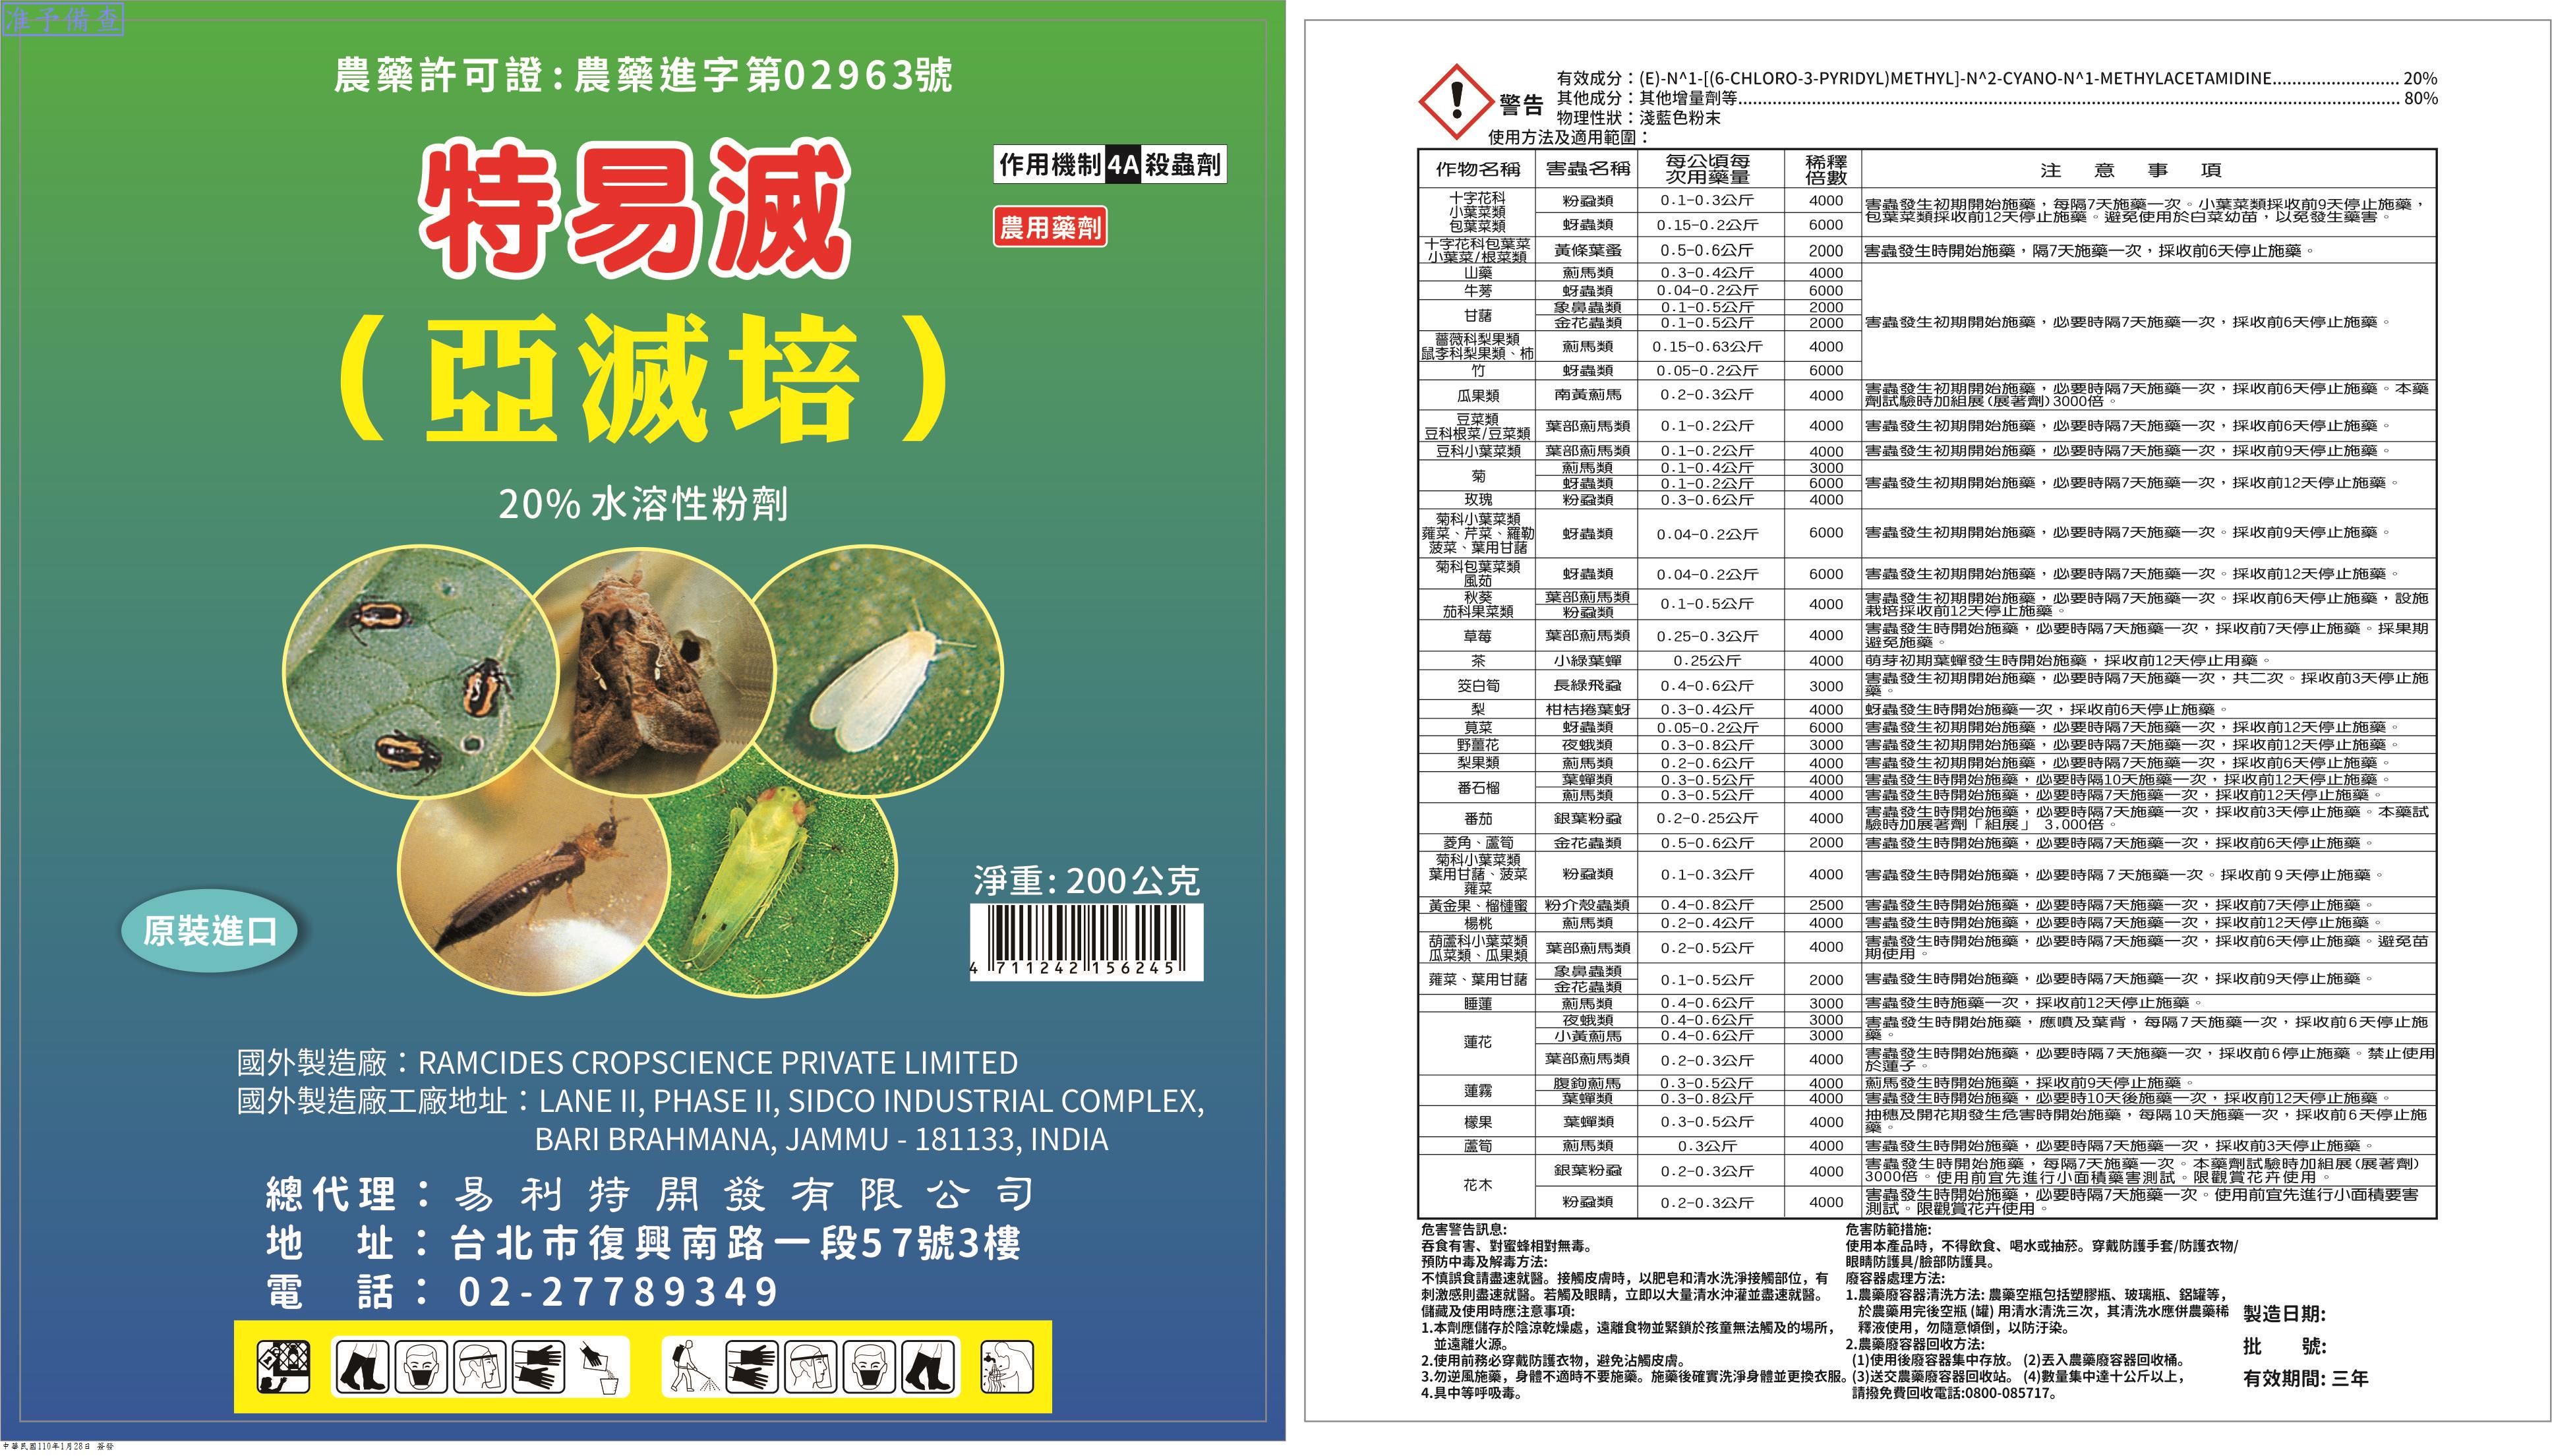 准予備查
農藥許可證:農藥進字第02963號
特易滅
作用機制 4A 殺蟲劑
農用藥劑
(亞滅培)
20% 水溶性粉劑
淨重: 200公克
4 711242 156245
原裝進口
國外製造廠：RAMCIDES CROPSCIENCE PRIVATE LIMITED
國外製造廠工廠地址：LANE II, PHASE II, SIDCO INDUSTRIAL COMPLEX,
BARI BRAHMANA, JAMMU - 181133, INDIA
總代理：易利特開發有限公司
地　址：台北市復興南路一段57號3樓
電　話：02-27789349
中華民國110年1月28日 簽發
警告
有效成分：(E)-N^1-[(6-CHLORO-3-PYRIDYL)METHYL]-N^2-CYANO-N^1-METHYLACETAMIDINE.......................... 20%
其他成分：其他增量劑等.......................... 80%
物理性狀：淺藍色粉末
使用方法及適用範圍：
作物名稱 害蟲名稱 每公頃每次用藥量 稀釋倍數 注 意 事 項
十字花科小葉菜類包葉菜類 粉蝨類 0.1-0.3公斤 4000 害蟲發生初期開始施藥，每隔7天施藥一次。小葉菜類採收前9天停止施藥，包葉菜類採收前12天停止施藥。避免使用於白菜幼苗，以免發生藥害。
蚜蟲類 0.15-0.2公斤 6000
十字花科包葉菜小葉菜/根菜類 黃條葉蚤 0.5-0.6公斤 2000 害蟲發生時開始施藥，隔7天施藥一次，採收前6天停止施藥。
山藥 薊馬類 0.3-0.4公斤 4000 害蟲發生初期開始施藥，必要時隔7天施藥一次，採收前6天停止施藥。
牛蒡 蚜蟲類 0.04-0.2公斤 6000
甘藷 象鼻蟲類 0.1-0.5公斤 2000
金花蟲類 0.1-0.5公斤 2000
薔薇科梨果類鼠李科梨果類、柿 薊馬類 0.15-0.63公斤 4000
竹 蚜蟲類 0.05-0.2公斤 6000
瓜果類 南黃薊馬 0.2-0.3公斤 4000 害蟲發生初期開始施藥，必要時隔7天施藥一次，採收前6天停止施藥。本藥劑試驗時加組展(展著劑)3000倍。
豆菜類豆科根菜/豆菜類 葉部薊馬類 0.1-0.2公斤 4000 害蟲發生初期開始施藥，必要時隔7天施藥一次，採收前6天停止施藥。
豆科小葉菜類 葉部薊馬類 0.1-0.2公斤 4000 害蟲發生初期開始施藥，必要時隔7天施藥一次，採收前9天停止施藥。
菊 薊馬類 0.1-0.4公斤 3000 害蟲發生初期開始施藥，必要時隔7天施藥一次，採收前12天停止施藥。
蚜蟲類 0.1-0.2公斤 6000
玫瑰 粉蝨類 0.3-0.6公斤 4000
菊科小葉菜類蕹菜、芹菜、羅勒菠菜、葉用甘藷 蚜蟲類 0.04-0.2公斤 6000 害蟲發生初期開始施藥，必要時隔7天施藥一次。採收前9天停止施藥。
菊科包葉菜類風茹 蚜蟲類 0.04-0.2公斤 6000 害蟲發生初期開始施藥，必要時隔7天施藥一次。採收前12天停止施藥。
秋葵茄科果菜類 葉部薊馬類 粉蝨類 0.1-0.5公斤 4000 害蟲發生初期開始施藥，必要時隔7天施藥一次。採收前6天停止施藥，設施栽培採收前12天停止施藥。
草莓 葉部薊馬類 0.25-0.3公斤 4000 害蟲發生時開始施藥，必要時隔7天施藥一次，採收前7天停止施藥。採果期避免施藥。
茶 小綠葉蟬 0.25公斤 4000 萌芽初期葉蟬發生時開始施藥，採收前12天停止用藥。
筊白筍 長綠飛蝨 0.4-0.6公斤 3000 害蟲發生初期開始施藥，必要時隔7天施藥一次，共二次。採收前3天停止施藥。
梨 柑桔捲葉蚜 0.3-0.4公斤 4000 蚜蟲發生時開始施藥一次，採收前6天停止施藥。
莧菜 蚜蟲類 0.05-0.2公斤 6000 害蟲發生初期開始施藥，必要時隔7天施藥一次，採收前12天停止施藥。
野薑花 夜蛾類 0.3-0.8公斤 3000 害蟲發生初期開始施藥，必要時隔7天施藥一次，採收前12天停止施藥。
梨果類 薊馬類 0.2-0.6公斤 4000 害蟲發生初期開始施藥，必要時隔7天施藥一次，採收前6天停止施藥。
番石榴 葉蟬類 0.3-0.5公斤 4000 害蟲發生時開始施藥，必要時隔10天施藥一次，採收前12天停止施藥。
薊馬類 0.3-0.5公斤 4000 害蟲發生時開始施藥，必要時隔7天施藥一次，採收前12天停止施藥。
番茄 銀葉粉蝨 0.2-0.25公斤 4000 害蟲發生時開始施藥，必要時隔7天施藥一次，採收前3天停止施藥。本藥試驗時加展著劑「組展」 3.000倍。
菱角、蘆筍 金花蟲類 0.5-0.6公斤 2000 害蟲發生時開始施藥，必要時隔7天施藥一次，採收前6天停止施藥。
菊科小葉菜類葉用甘藷、菠菜蕹菜 粉蝨類 0.1-0.3公斤 4000 害蟲發生時開始施藥，必要時隔7天施藥一次。採收前9天停止施藥。
黃金果、榴槤蜜 粉介殼蟲類 0.4-0.8公斤 2500 害蟲發生時開始施藥，必要時隔7天施藥一次，採收前7天停止施藥。
楊桃 薊馬類 0.2-0.4公斤 4000 害蟲發生時開始施藥，必要時隔7天施藥一次，採收前12天停止施藥。
葫蘆科小葉菜類瓜菜類、瓜果類 葉部薊馬類 0.2-0.5公斤 4000 害蟲發生時開始施藥，必要時隔7天施藥一次，採收前6天停止施藥。避免苗期使用。
蕹菜、葉用甘藷 象鼻蟲類 金花蟲類 0.1-0.5公斤 2000 害蟲發生時開始施藥，必要時隔7天施藥一次，採收前9天停止施藥。
睡蓮 薊馬類 0.4-0.6公斤 3000 害蟲發生時施藥一次，採收前12天停止施藥。
蓮花 夜蛾類 0.4-0.6公斤 3000 害蟲發生時開始施藥，應噴及葉背，每隔7天施藥一次，採收前6天停止施藥。
小黃薊馬 0.4-0.6公斤 3000
葉部薊馬類 0.2-0.3公斤 4000 害蟲發生時開始施藥，必要時隔7天施藥一次，採收前6停止施藥。禁止使用於蓮子。
蓮霧 腹鉤薊馬 0.3-0.5公斤 4000 薊馬發生時開始施藥，採收前9天停止施藥。
葉蟬類 0.3-0.8公斤 4000 害蟲發生時開始施藥，必要時10天後施藥一次，採收前12天停止施藥。
檬果 葉蟬類 0.3-0.5公斤 4000 抽穗及開花期發生危害時開始施藥，每隔10天施藥一次，採收前6天停止施藥。
蘆筍 薊馬類 0.3公斤 4000 害蟲發生時開始施藥，必要時隔7天施藥一次，採收前3天停止施藥。
花木 銀葉粉蝨 0.2-0.3公斤 4000 害蟲發生時開始施藥，每隔7天施藥一次。本藥劑試驗時加組展(展著劑)3000倍。使用前宜先進行小面積藥害測試。限觀賞花卉使用。
粉蝨類 0.2-0.3公斤 4000 害蟲發生時開始施藥，必要時隔7天施藥一次。使用前宜先進行小面積要害測試。限觀賞花卉使用。
危害警告訊息:
吞食有害、對蜜蜂相對無毒。
預防中毒及解毒方法:
不慎誤食請盡速就醫。接觸皮膚時，以肥皂和清水洗淨接觸部位，有
刺激感則盡速就醫。若觸及眼睛，立即以大量清水沖灌並盡速就醫。
儲藏及使用時應注意事項:
1.本劑應儲存於陰涼乾燥處，遠離食物並緊鎖於孩童無法觸及的場所，
並遠離火源。
2.使用前務必穿戴防護衣物，避免沾觸皮膚。
3.勿逆風施藥，身體不適時不要施藥。施藥後確實洗淨身體並更換衣服。
4.具中等呼吸毒。
危害防範措施:
使用本產品時，不得飲食、喝水或抽菸。穿戴防護手套/防護衣物/
眼睛防護具/臉部防護具。
廢容器處理方法:
1.農藥廢容器清洗方法: 農藥空瓶包括塑膠瓶、玻璃瓶、鋁罐等，
於農藥用完後空瓶 (罐) 用清水清洗三次，其清洗水應併農藥稀
釋液使用，勿隨意傾倒，以防汙染。
2.農藥廢容器回收方法:
(1)使用後廢容器集中存放。 (2)丟入農藥廢容器回收桶。
(3)送交農藥廢容器回收站。 (4)數量集中達十公斤以上，
請撥免費回收電話:0800-085717。
製造日期:
批　號:
有效期間: 三年